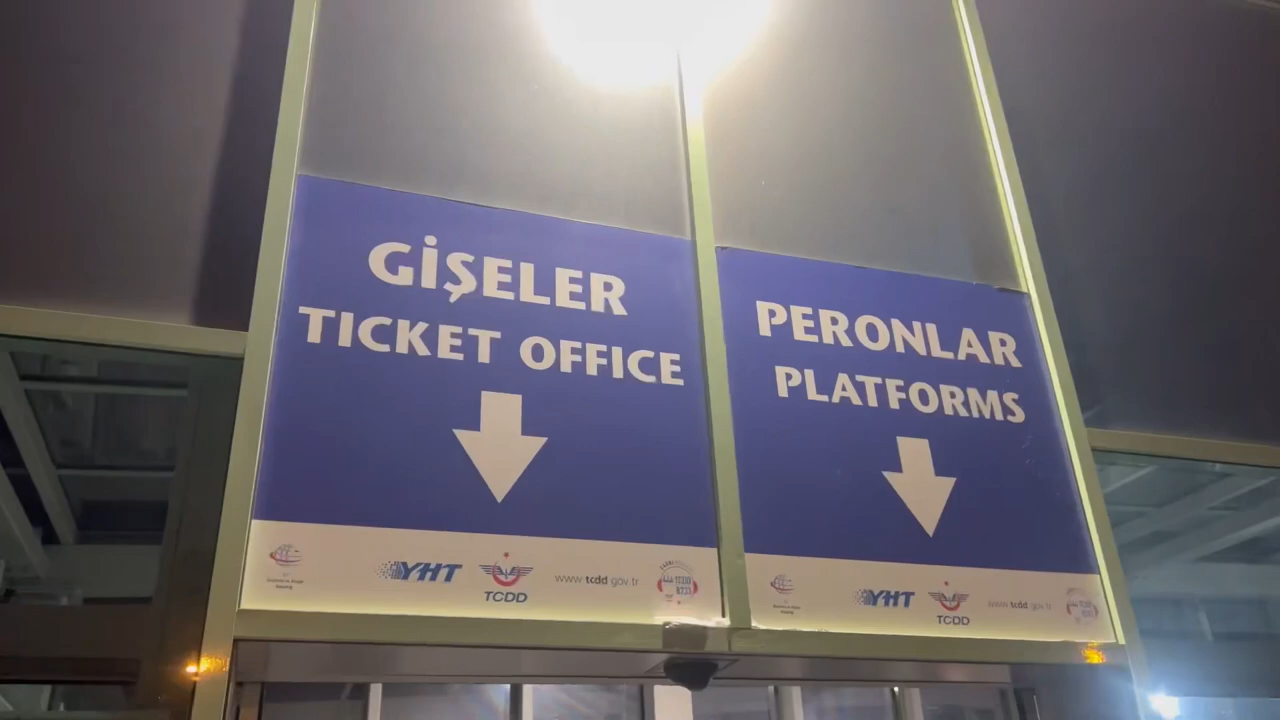 GİŞELER
TICKET OFFICE
YHT
TCDD
www.tcdd.gov.tr
PERONLAR
PLATFORMS
YHT
TCDD
www.tcdd.gov.tr